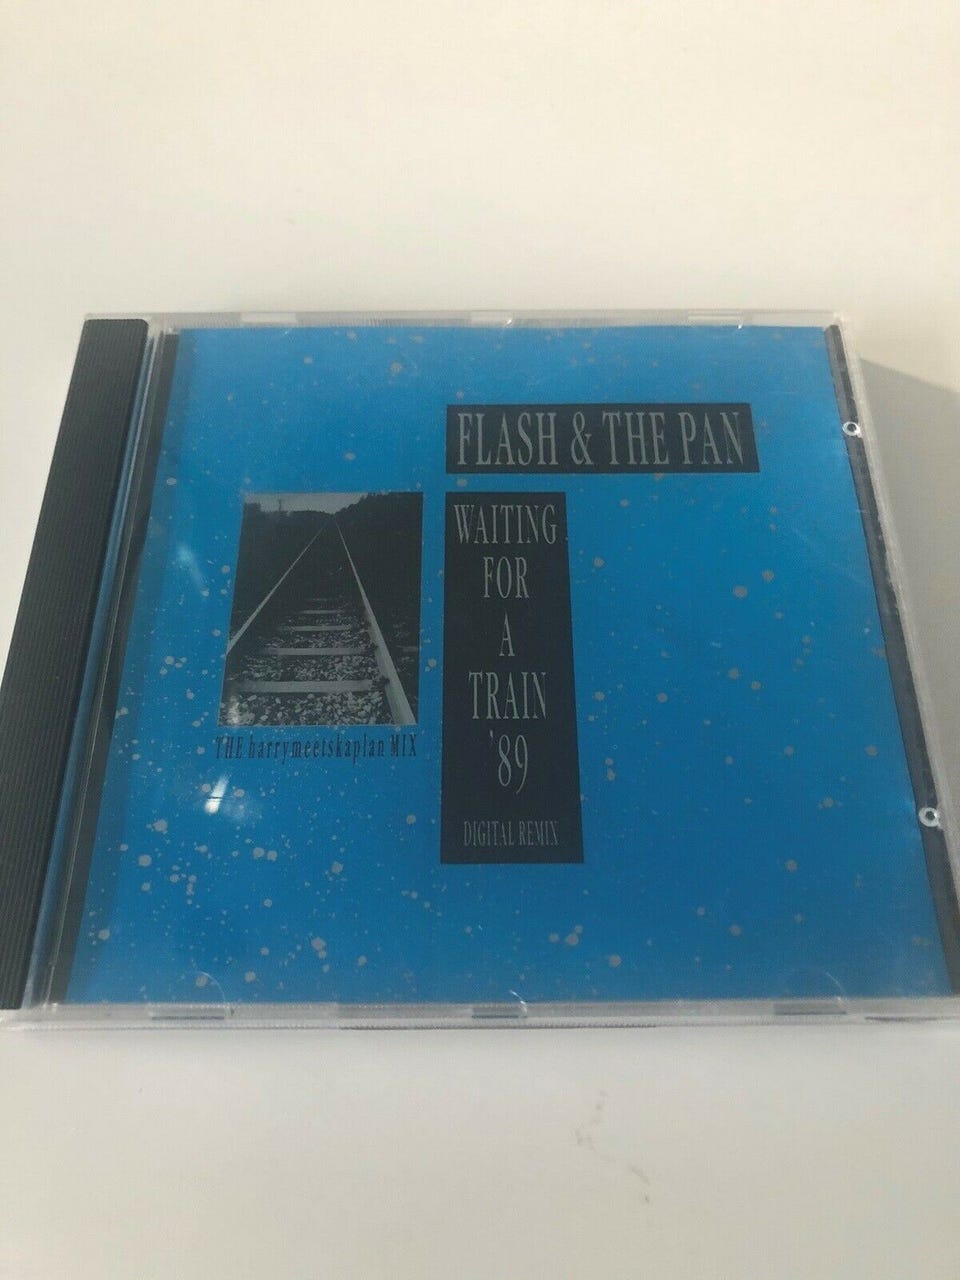 FLASH & THE PAN
WAITING
FOR
A
TRAIN
'89
DIGITAL REMIX
THE harrymeetskaplan MIX